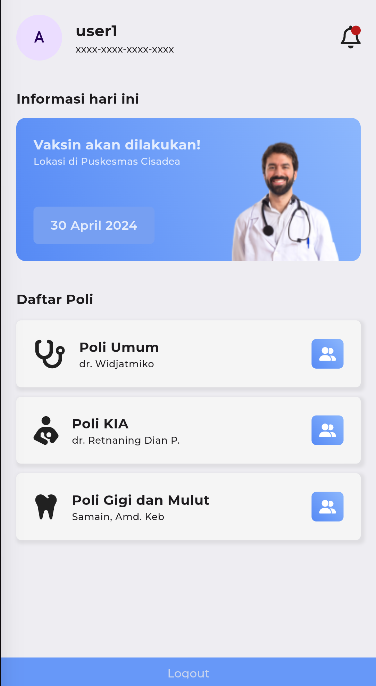 A
user1
xxxx-xxxx-xxxx-xxxx
Informasi hari ini
Vaksin akan dilakukan!
Lokasi di Puskesmas Cisadea
30 April 2024
Daftar Poli
Poli Umum
dr. Widjatmiko
Poli KIA
dr. Retnaning Dian P.
Poli Gigi dan Mulut
Samain, Amd. Keb
Logout